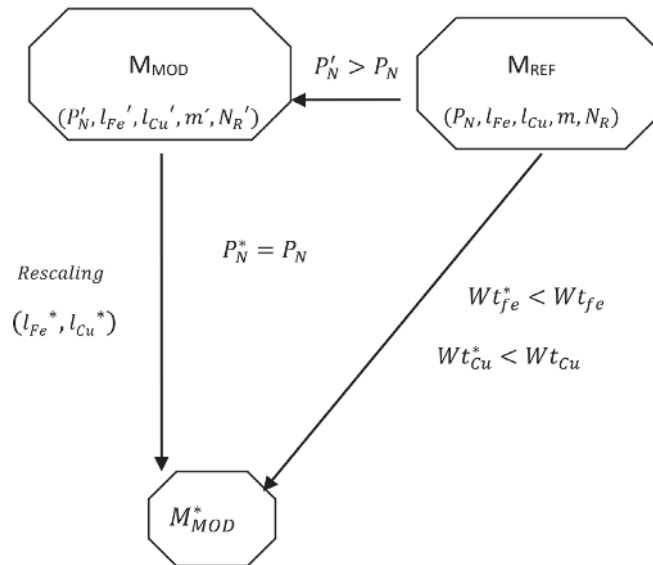 M_MOD
P′_N > P_N
M_REF
(P′_N, l_Fe′, l_Cu′, m′, N_R′)
(P_N, l_Fe, l_Cu, m, N_R)
P*_N = P_N
Rescaling
(l_Fe*, l_Cu*)
Wt*_fe < Wt_fe
Wt*_Cu < Wt_Cu
M*_MOD